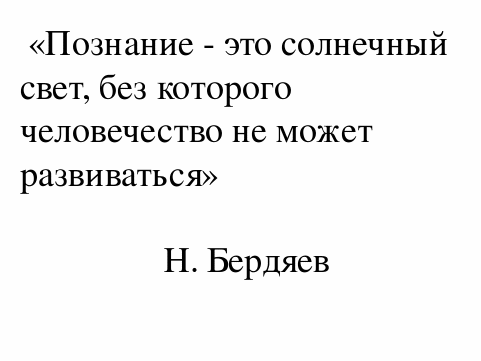 «Познание - это солнечный
свет, без которого
человечество не может
развиваться»
Н. Бердяев